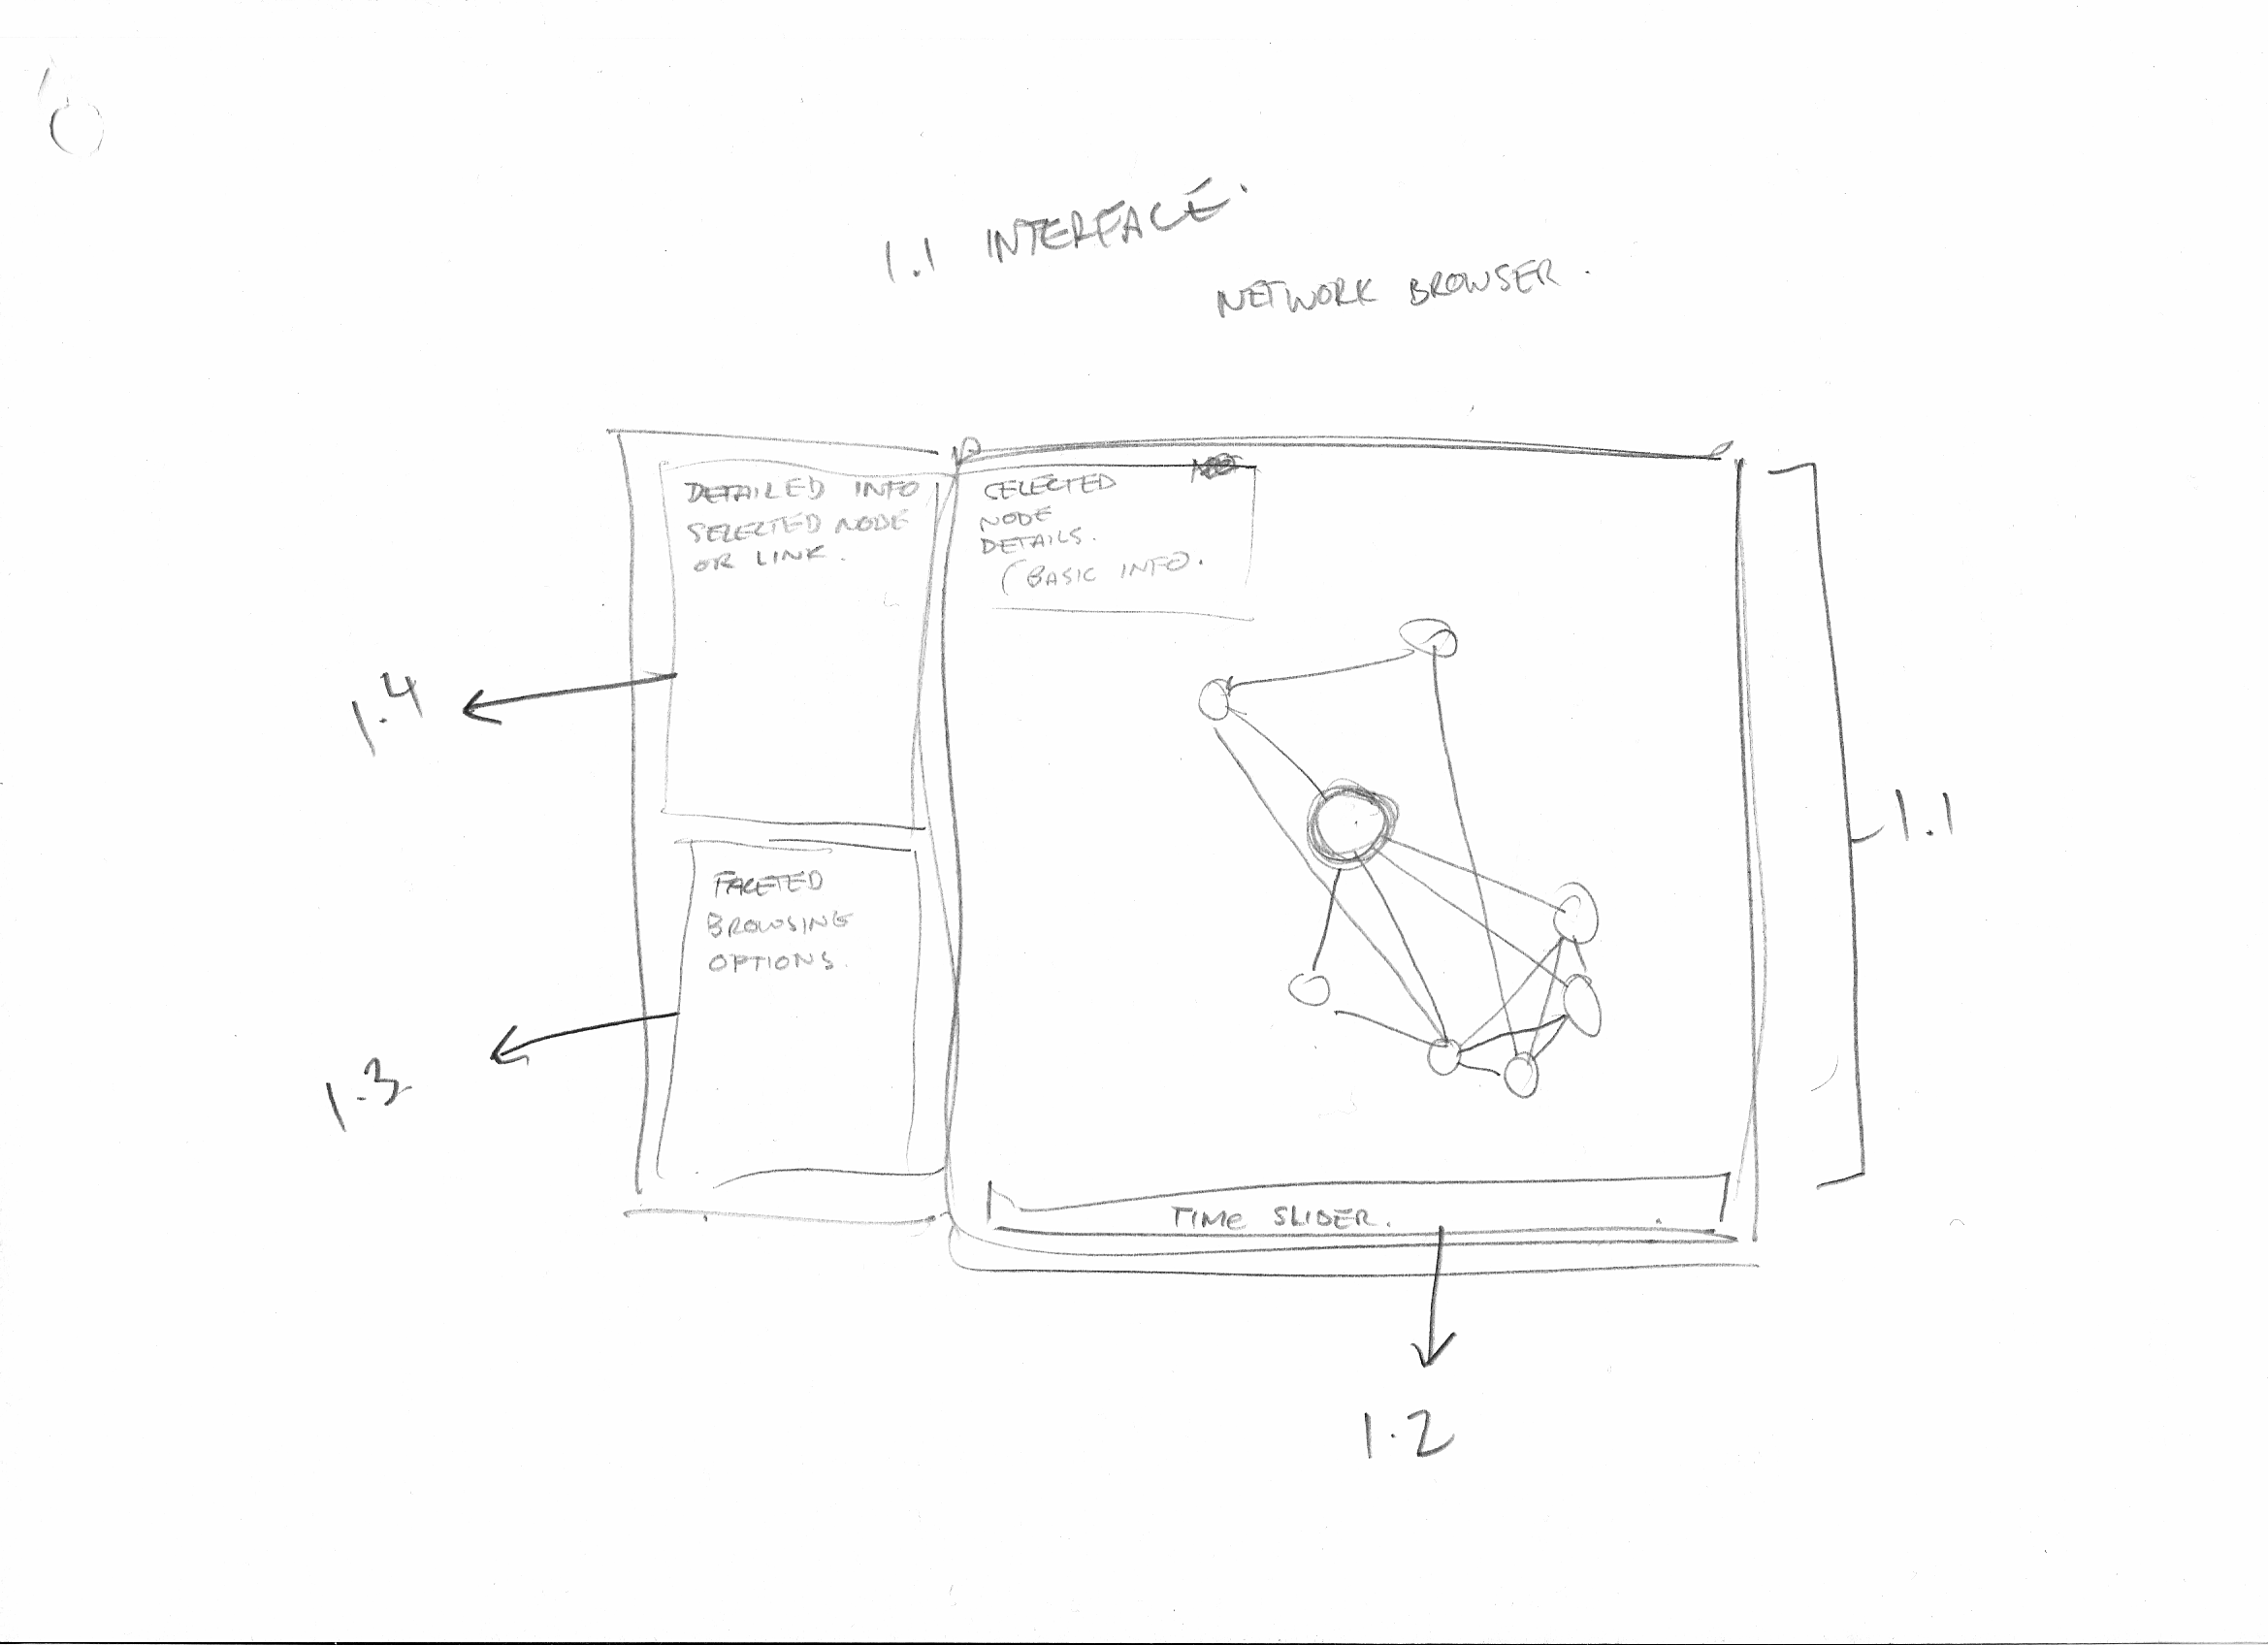 1.1 INTERFACE.
NETWORK BROWSER.
DETAILED INFO
SELECTED NODE
OR LINK.
SELECTED
NODE
DETAILS.
(BASIC INFO.
1.4
1.1
FACETED
BROWSING
OPTIONS.
1.3
TIME SLIDER.
1.2